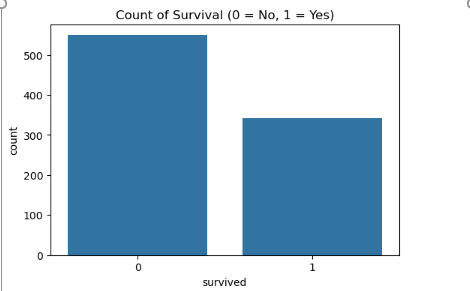 Count of Survival (0 = No, 1 = Yes)
500
400
300
200
100
0
count
0 1
survived